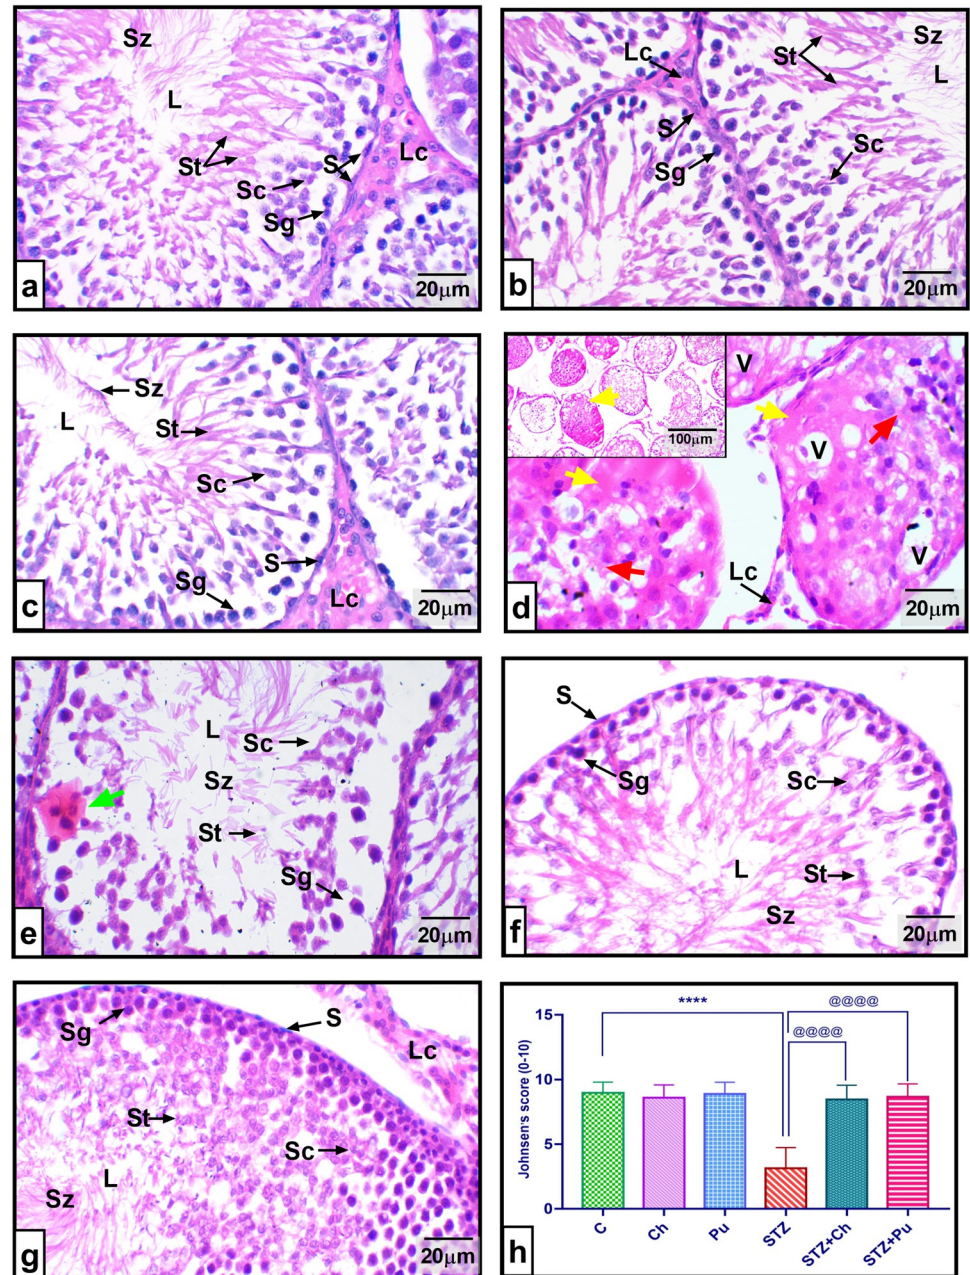 Sz
L
St
Sc
S
Lc
Sg
a
20μm
Lc
St
Sz
L
S
Sg
Sc
b
20μm
Sz
L
St
Sc
S
Sg
Lc
c
20μm
100μm
V
V
V
Lc
d
20μm
L
Sc
Sz
St
Sg
e
20μm
S
Sg
Sc
L
St
Sz
f
20μm
Sg
S
Lc
St
Sc
L
Sz
g
20μm
Johnsen's score (0-10)
15
10
5
0
****
@@@@
@@@@
C
Ch
Pu
STZ
STZ+Ch
STZ+Pu
h